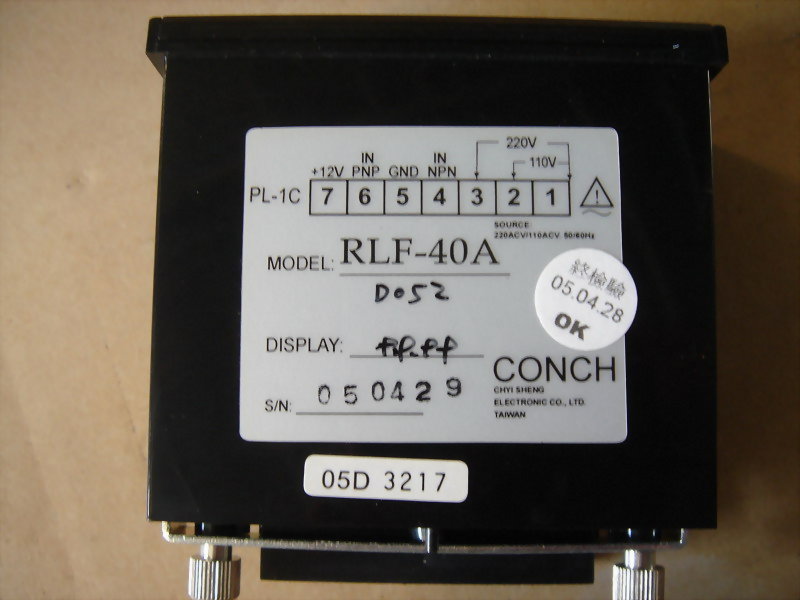 220V
110V
IN IN
+12V PNP GND NPN
PL-1C 7 6 5 4 3 2 1
SOURCE
220ACV/110ACV 50/60Hz
MODEL: RLF-40A
D052
終檢驗
05.04.28
OK
DISPLAY:
CONCH
CHYI SHENG
ELECTRONIC CO., LTD.
TAIWAN
S/N: 050429
05D 3217